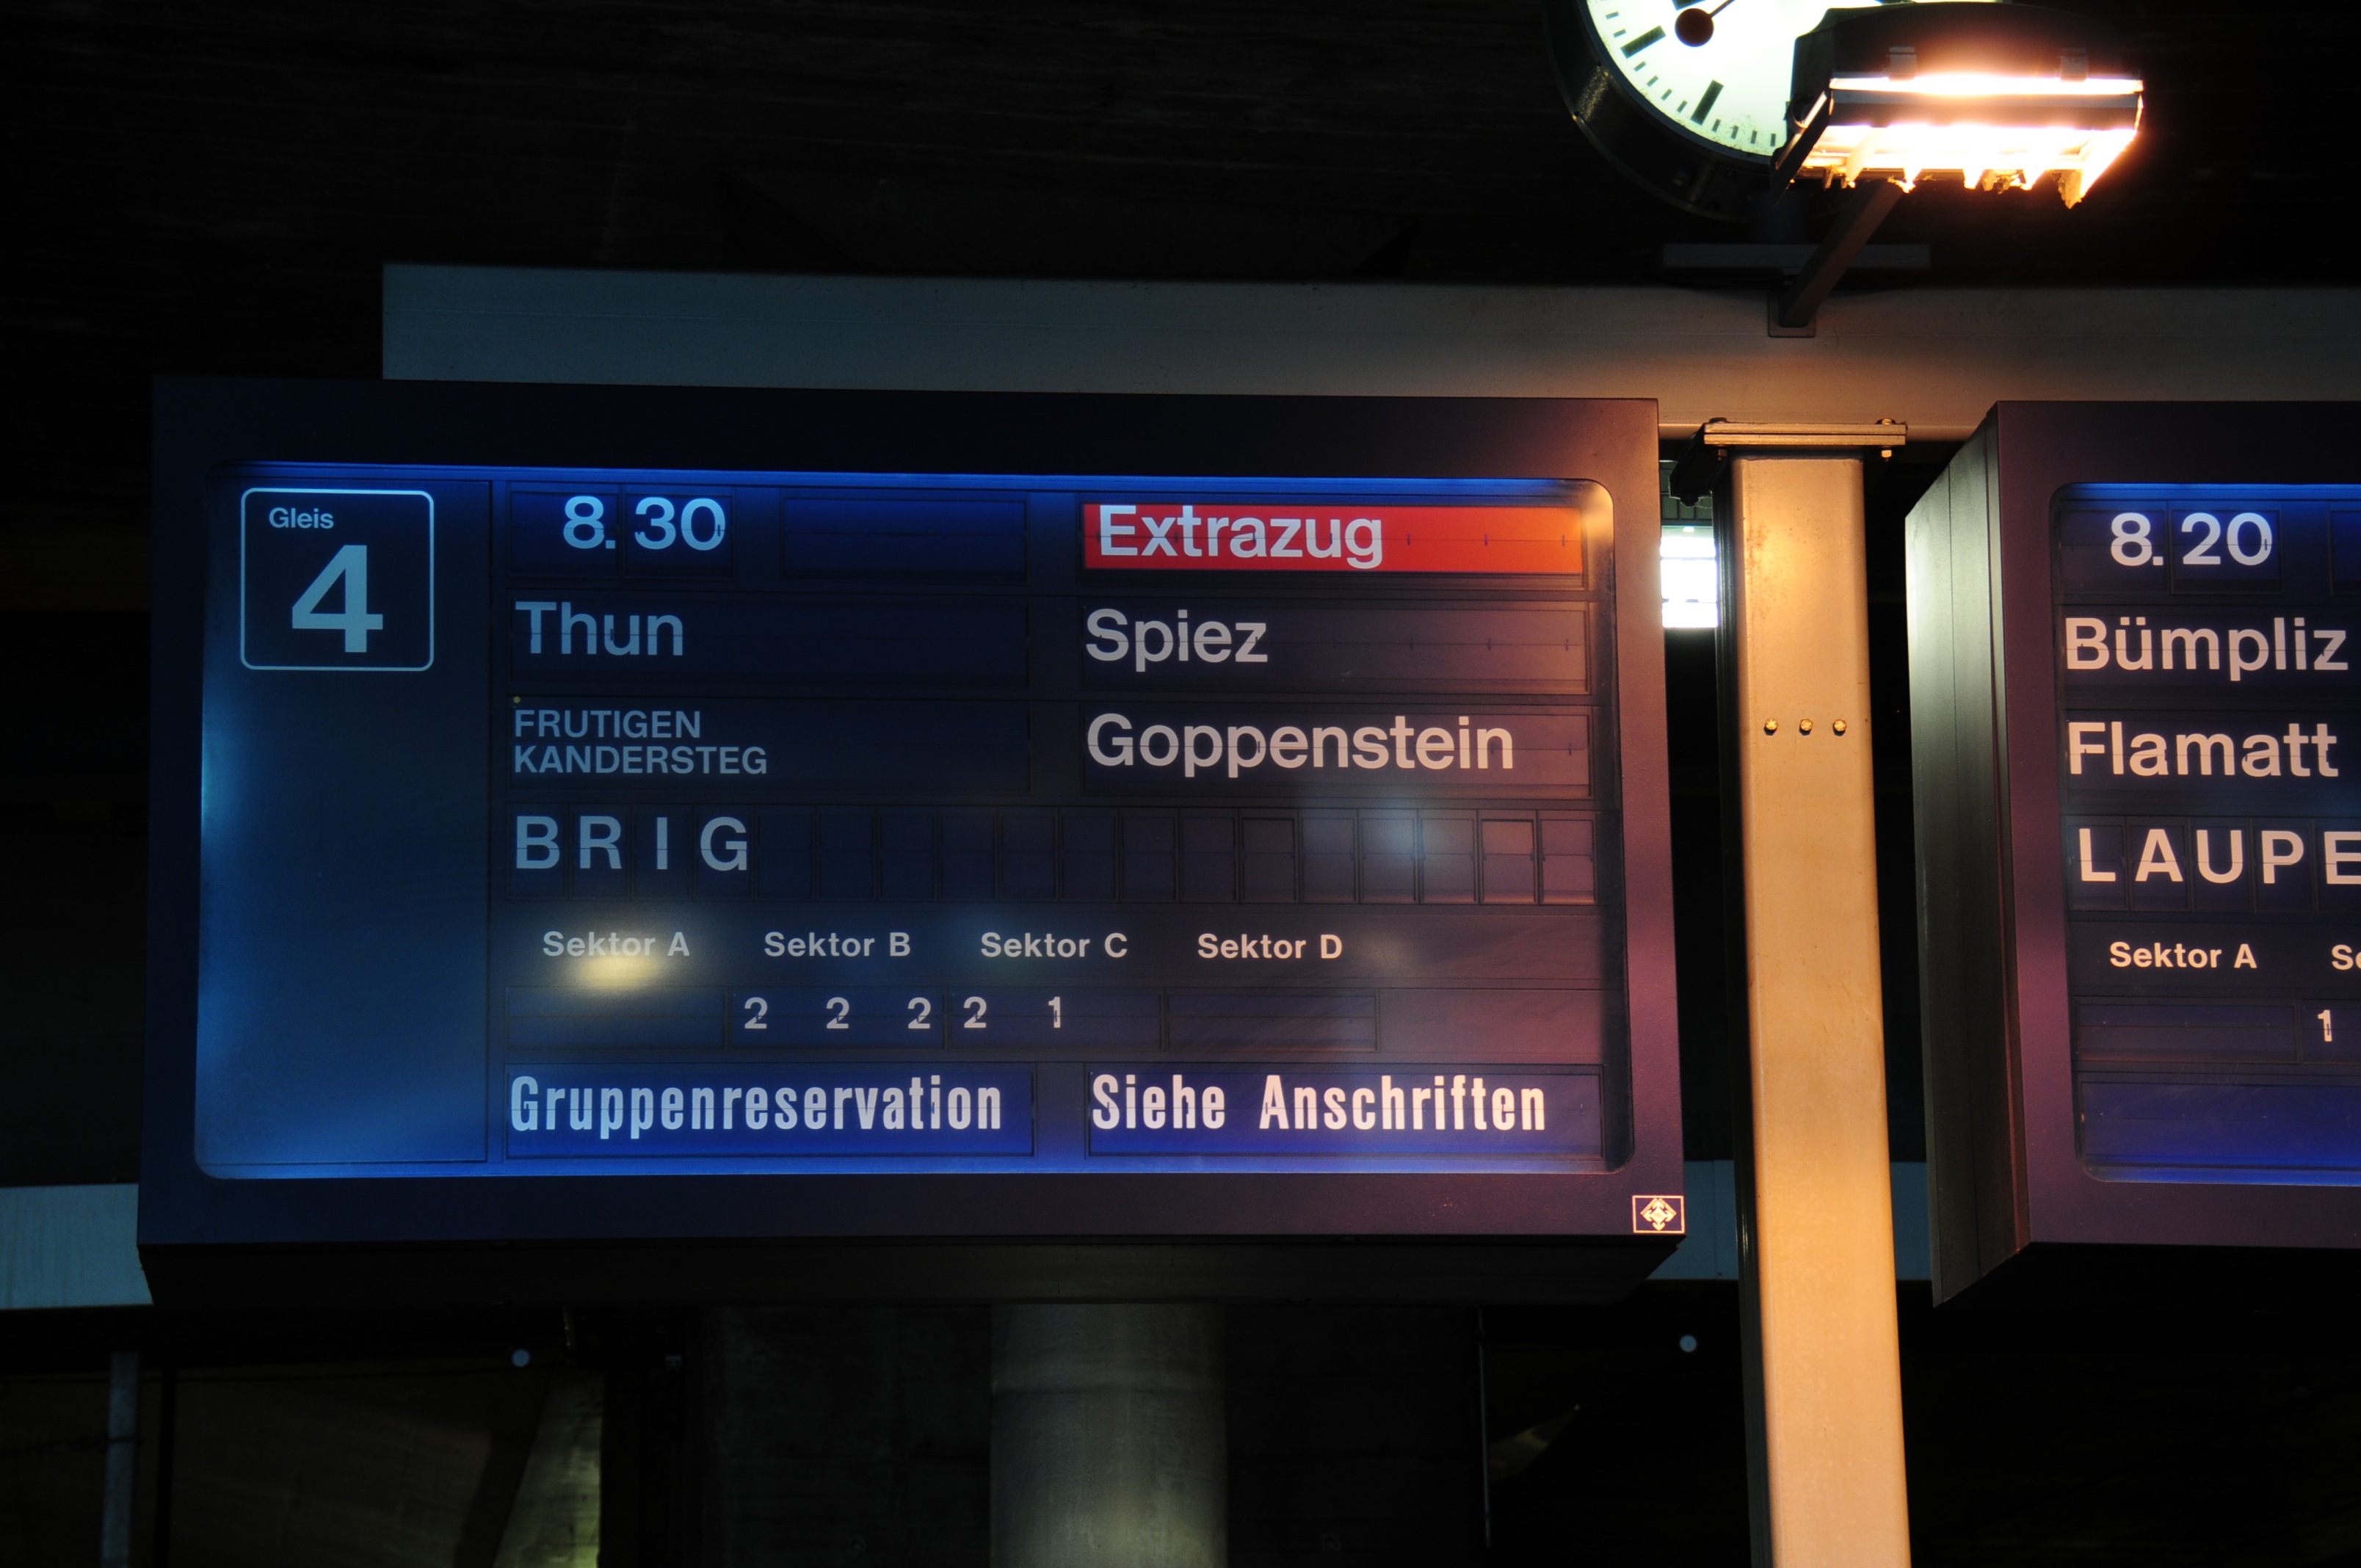 Gleis
4
8.30 Extrazug
Thun Spiez
FRUTIGEN
KANDERSTEG
Goppenstein
BRIG
Sektor A Sektor B Sektor C Sektor D
2 2 2 2 1
Gruppenreservation Siehe Anschriften
8.20
Bümpliz
Flamatt
LAUPE
Sektor A
1